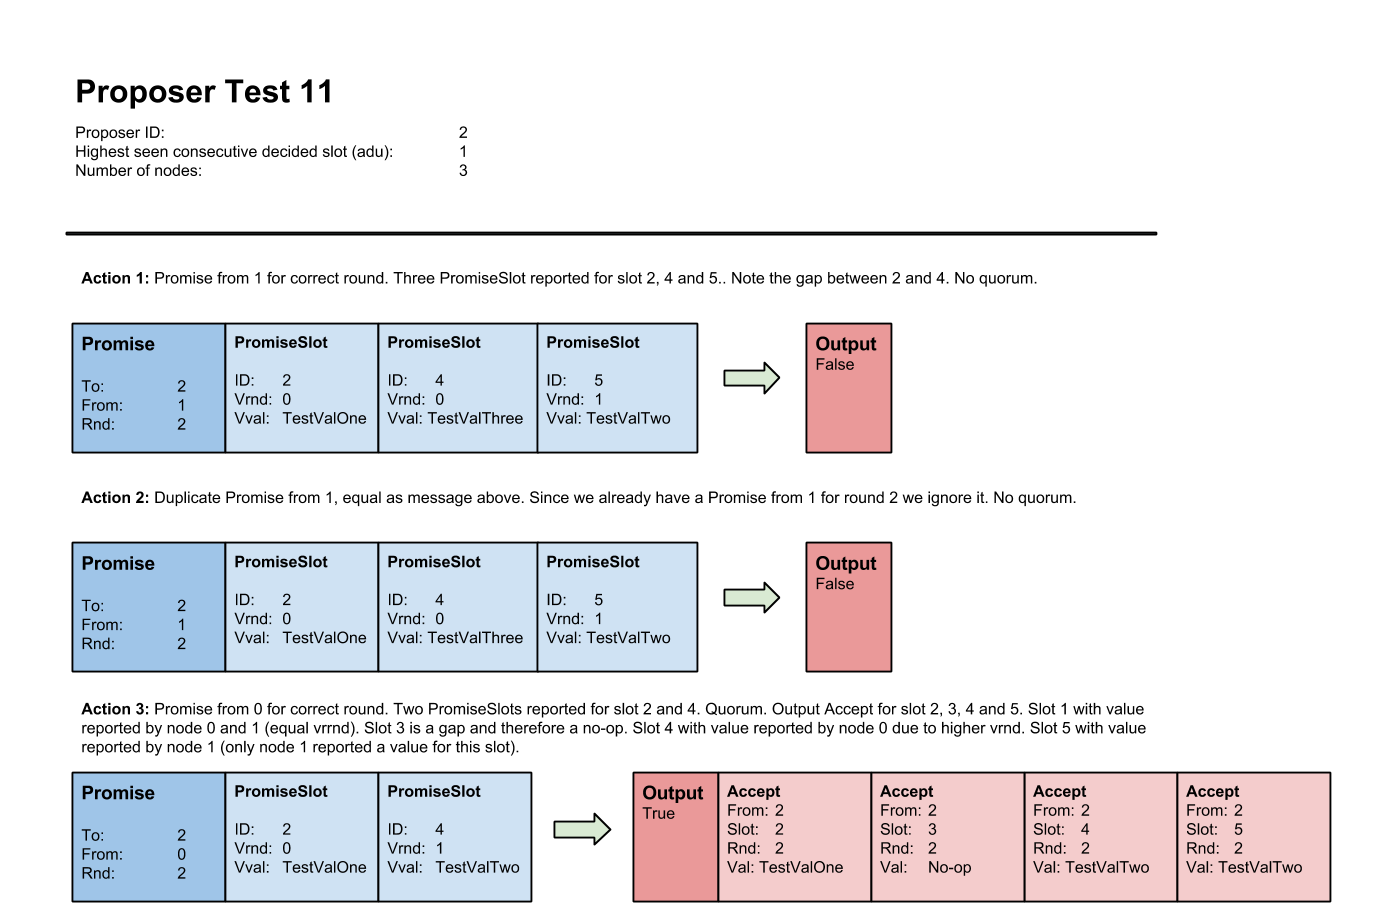 Proposer Test 11
Proposer ID: 2
Highest seen consecutive decided slot (adu): 1
Number of nodes: 3
Action 1: Promise from 1 for correct round. Three PromiseSlot reported for slot 2, 4 and 5.. Note the gap between 2 and 4. No quorum.
Promise
To: 2
From: 1
Rnd: 2
PromiseSlot
ID: 2
Vrnd: 0
Vval: TestValOne
PromiseSlot
ID: 4
Vrnd: 0
Vval: TestValThree
PromiseSlot
ID: 5
Vrnd: 1
Vval: TestValTwo
Output
False
Action 2: Duplicate Promise from 1, equal as message above. Since we already have a Promise from 1 for round 2 we ignore it. No quorum.
Promise
To: 2
From: 1
Rnd: 2
PromiseSlot
ID: 2
Vrnd: 0
Vval: TestValOne
PromiseSlot
ID: 4
Vrnd: 0
Vval: TestValThree
PromiseSlot
ID: 5
Vrnd: 1
Vval: TestValTwo
Output
False
Action 3: Promise from 0 for correct round. Two PromiseSlots reported for slot 2 and 4. Quorum. Output Accept for slot 2, 3, 4 and 5. Slot 1 with value
reported by node 0 and 1 (equal vrrnd). Slot 3 is a gap and therefore a no-op. Slot 4 with value reported by node 0 due to higher vrnd. Slot 5 with value
reported by node 1 (only node 1 reported a value for this slot).
Promise
To: 2
From: 0
Rnd: 2
PromiseSlot
ID: 2
Vrnd: 0
Vval: TestValOne
PromiseSlot
ID: 4
Vrnd: 1
Vval: TestValTwo
Output
True
Accept
From: 2
Slot: 2
Rnd: 2
Val: TestValOne
Accept
From: 2
Slot: 3
Rnd: 2
Val: No-op
Accept
From: 2
Slot: 4
Rnd: 2
Val: TestValTwo
Accept
From: 2
Slot: 5
Rnd: 2
Val: TestValTwo